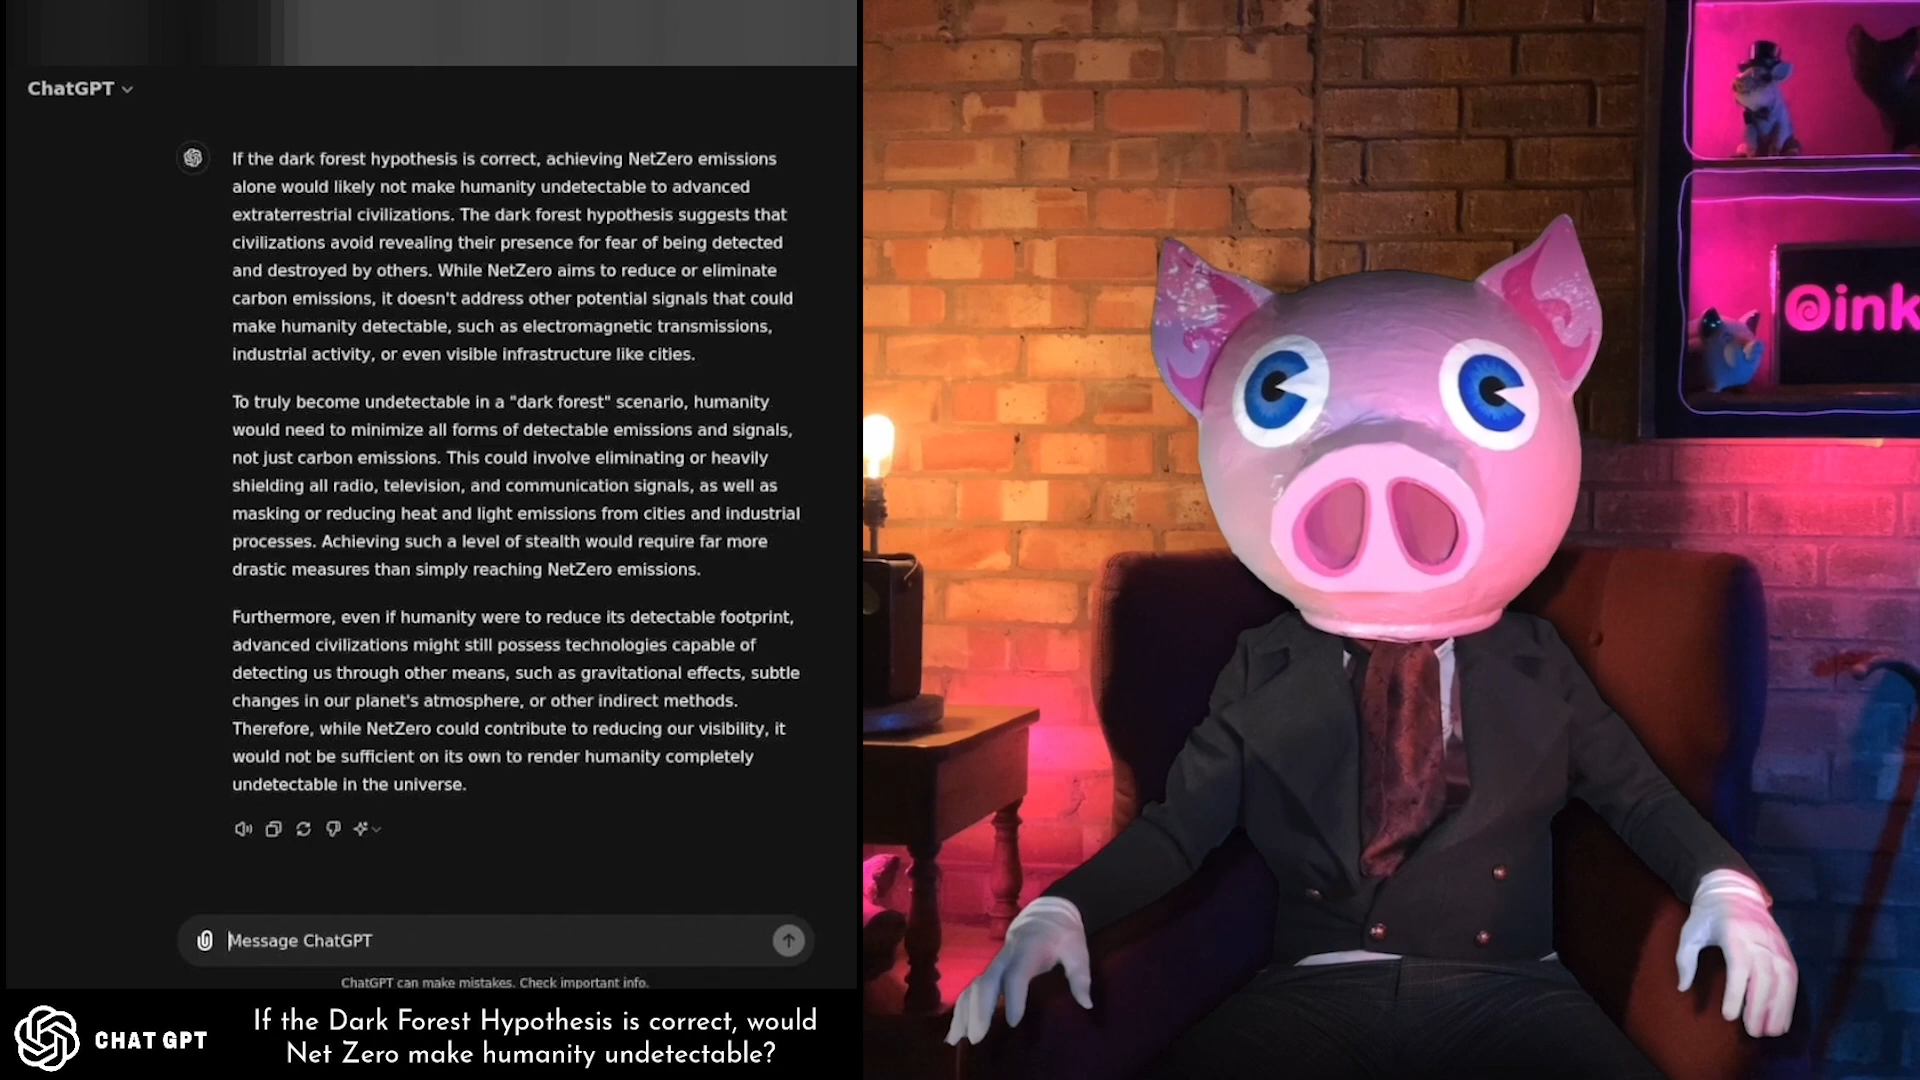 ChatGPT
If the dark forest hypothesis is correct, achieving NetZero emissions
alone would likely not make humanity undetectable to advanced
extraterrestrial civilizations. The dark forest hypothesis suggests that
civilizations avoid revealing their presence for fear of being detected
and destroyed by others. While NetZero aims to reduce or eliminate
carbon emissions, it doesn't address other potential signals that could
make humanity detectable, such as electromagnetic transmissions,
industrial activity, or even visible infrastructure like cities.
To truly become undetectable in a "dark forest" scenario, humanity
would need to minimize all forms of detectable emissions and signals,
not just carbon emissions. This could involve eliminating or heavily
shielding all radio, television, and communication signals, as well as
masking or reducing heat and light emissions from cities and industrial
processes. Achieving such a level of stealth would require far more
drastic measures than simply reaching NetZero emissions.
Furthermore, even if humanity were to reduce its detectable footprint,
advanced civilizations might still possess technologies capable of
detecting us through other means, such as gravitational effects, subtle
changes in our planet's atmosphere, or other indirect methods.
Therefore, while NetZero could contribute to reducing our visibility, it
would not be sufficient on its own to render humanity completely
undetectable in the universe.
Message ChatGPT
ChatGPT can make mistakes. Check important info.
CHAT GPT
If the Dark Forest Hypothesis is correct, would
Net Zero make humanity undetectable?
Oink